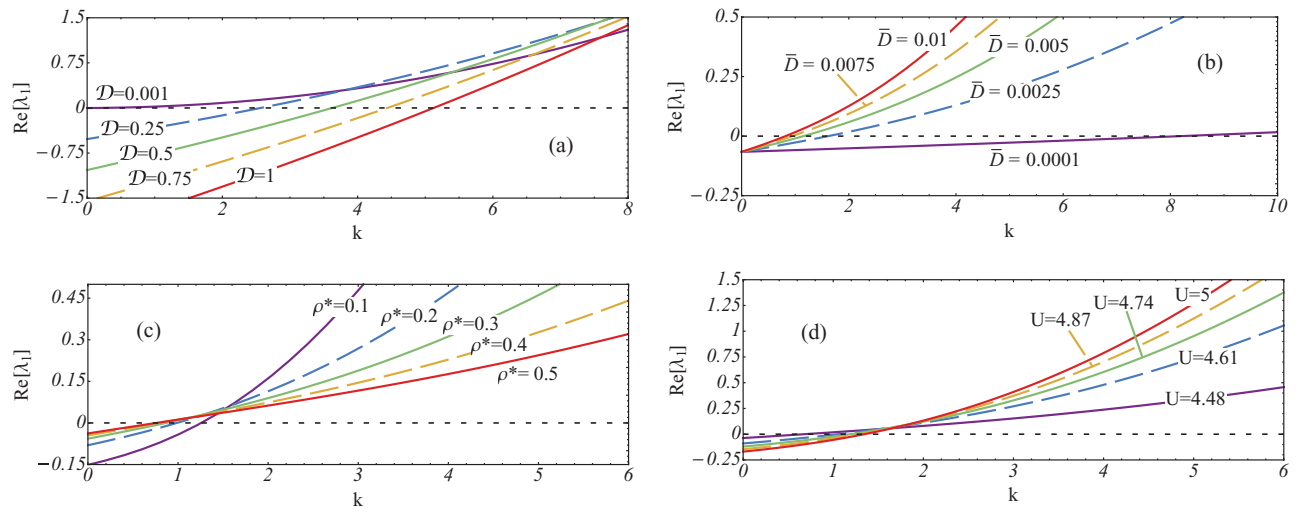 1.5
0.75
0
−0.75
−1.5
Re[λ₁]
𝒟=0.001
𝒟=0.25
𝒟=0.5
𝒟=0.75
𝒟=1
(a)
0 2 4 6 8
k
0.5
0.25
0
−0.25
Re[λ₁]
D̅ = 0.01
D̅ = 0.0075
D̅ = 0.005
D̅ = 0.0025
D̅ = 0.0001
(b)
0 2 4 6 8 10
k
0.45
0.3
0.15
0
−0.15
Re[λ₁]
(c)
ρ*=0.1
ρ*=0.2
ρ*=0.3
ρ*=0.4
ρ*=0.5
0 1 2 3 4 5 6
k
1.5
1.25
1
0.75
0.5
0.25
0
−0.25
Re[λ₁]
(d)
U=4.87
U=4.74
U=5
U=4.61
U=4.48
0 1 2 3 4 5 6
k